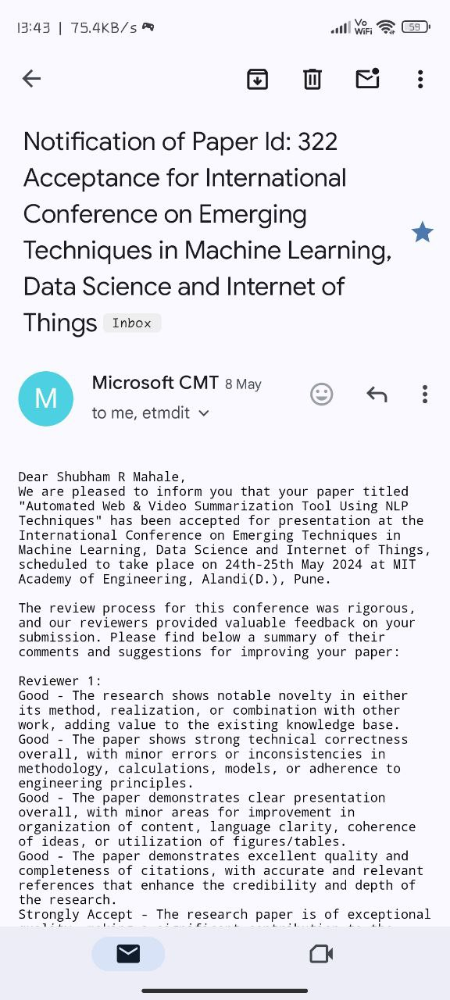 13:43 | 75.4KB/s
Vo
WiFi
59
Notification of Paper Id: 322
Acceptance for International
Conference on Emerging
Techniques in Machine Learning,
Data Science and Internet of
Things Inbox
M
Microsoft CMT 8 May
to me, etmdit
Dear Shubham R Mahale,
We are pleased to inform you that your paper titled
"Automated Web & Video Summarization Tool Using NLP
Techniques" has been accepted for presentation at the
International Conference on Emerging Techniques in
Machine Learning, Data Science and Internet of Things,
scheduled to take place on 24th-25th May 2024 at MIT
Academy of Engineering, Alandi(D.), Pune.
The review process for this conference was rigorous,
and our reviewers provided valuable feedback on your
submission. Please find below a summary of their
comments and suggestions for improving your paper:
Reviewer 1:
Good - The research shows notable novelty in either
its method, realization, or combination with other
work, adding value to the existing knowledge base.
Good - The paper shows strong technical correctness
overall, with minor errors or inconsistencies in
methodology, calculations, models, or adherence to
engineering principles.
Good - The paper demonstrates clear presentation
overall, with minor areas for improvement in
organization of content, language clarity, coherence
of ideas, or utilization of figures/tables.
Good - The paper demonstrates excellent quality and
completeness of citations, with accurate and relevant
references that enhance the credibility and depth of
the research.
Strongly Accept - The research paper is of exceptional